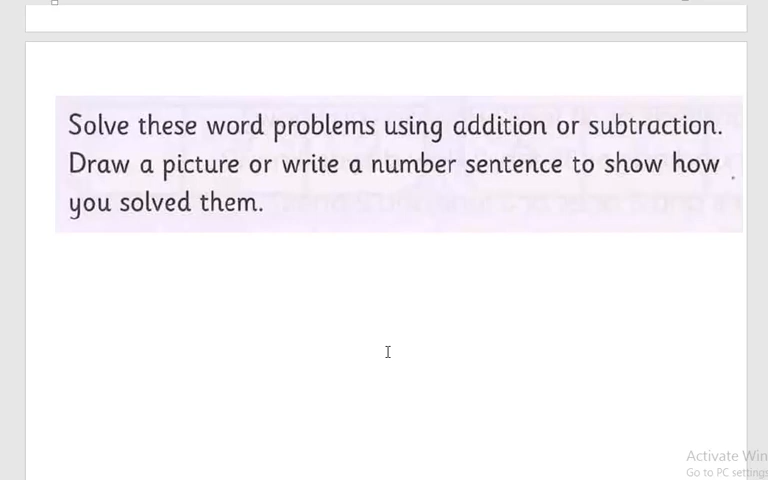 Solve these word problems using addition or subtraction.
Draw a picture or write a number sentence to show how
you solved them.
Activate Win
Go to PC settings